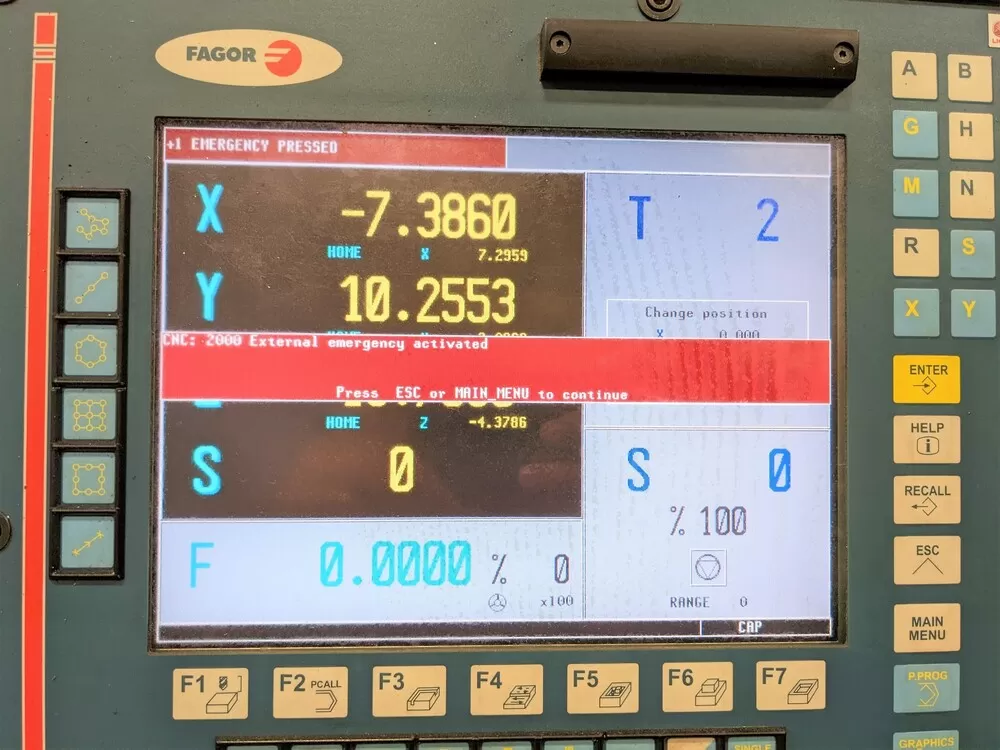 FAGOR
A B
+1 EMERGENCY PRESSED
G H
X -7.3860 T 2
HOME X 7.2959
M N
Y 10.2553
R S
Change position
X 0.000
CNC: 2000 External emergency activated
X Y
Press ESC or MAIN_MENU to continue
ENTER
HOME Z -4.3786
HELP
S 0 S 0
RECALL
% 100
ESC
F 0.0000 % 0
x100 RANGE 0
CAP
MAIN
MENU
F1 F2 PCALL F3 F4 F5 F6 F7
P.PROG
GRAPHICS
SINGLE